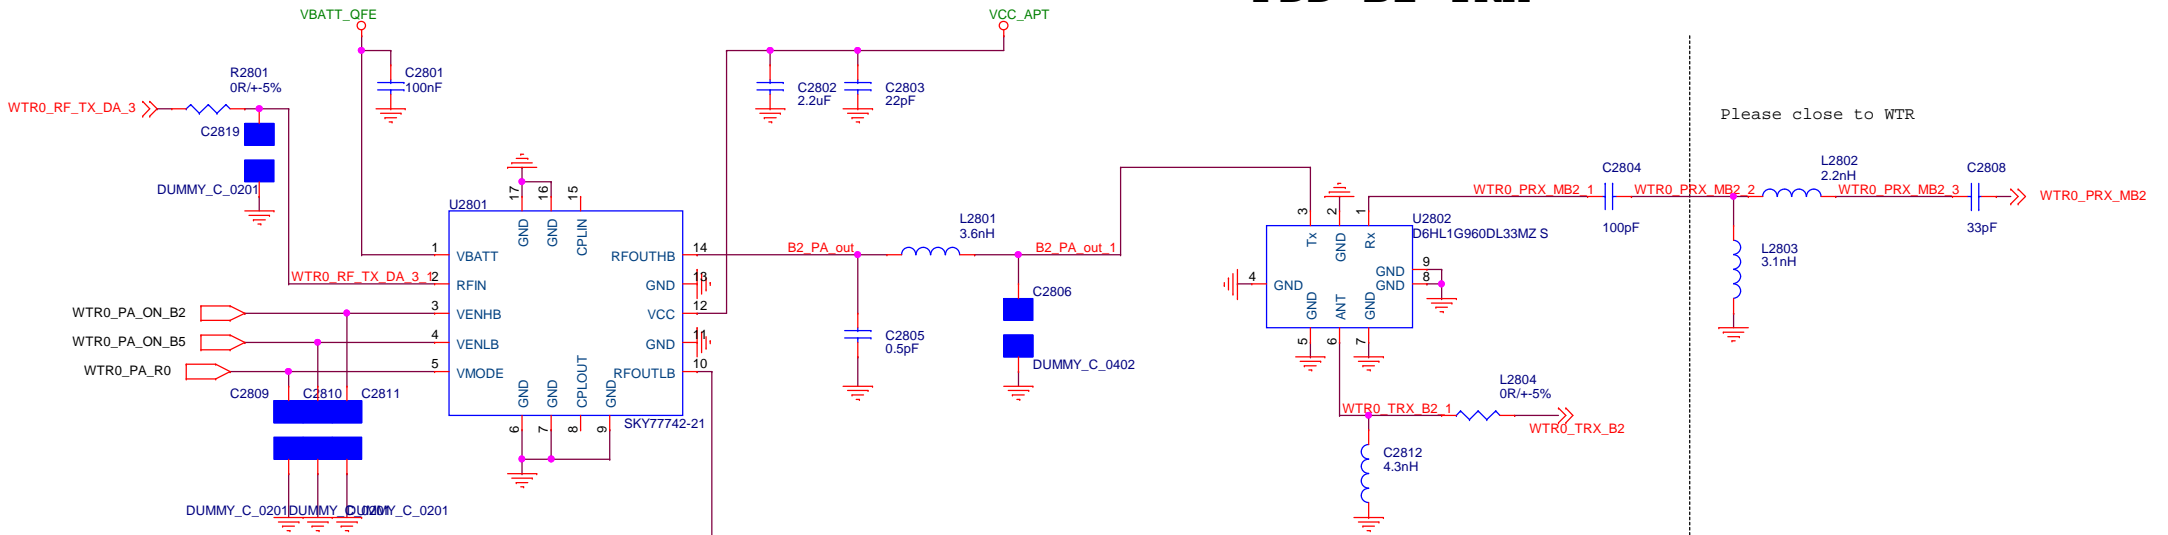 VBATT_QFE
VCC_APT
R2801
0R/+-5%
C2801
100nF
C2802
2.2uF
C2803
22pF
WTR0_RF_TX_DA_3
C2819
DUMMY_C_0201
Please close to WTR
C2804
100pF
L2802
2.2nH
C2808
33pF
WTR0_PRX_MB2_1
WTR0_PRX_MB2_2
WTR0_PRX_MB2_3
WTR0_PRX_MB2
L2803
3.1nH
U2801
17
16
15
GND
GND
CPLIN
1
VBATT
RFOUTHB
14
WTR0_RF_TX_DA_3_1
2
RFIN
GND
13
WTR0_PA_ON_B2
3
VENHB
VCC
12
WTR0_PA_ON_B5
4
VENLB
GND
11
WTR0_PA_R0
5
VMODE
RFOUTLB
10
GND
GND
CPLOUT
GND
6
7
8
9
SKY77742-21
B2_PA_out
L2801
3.6nH
B2_PA_out_1
C2805
0.5pF
C2806
DUMMY_C_0402
3
2
1
U2802
D6HL1G960DL33MZ S
Tx
GND
Rx
4
GND
GND
9
GND
8
GND
ANT
GND
5
6
7
L2804
0R/+-5%
WTR0_TRX_B2_1
WTR0_TRX_B2
C2812
4.3nH
C2809
C2810
C2811
DUMMY_C_0201
DUMMY_C_0201